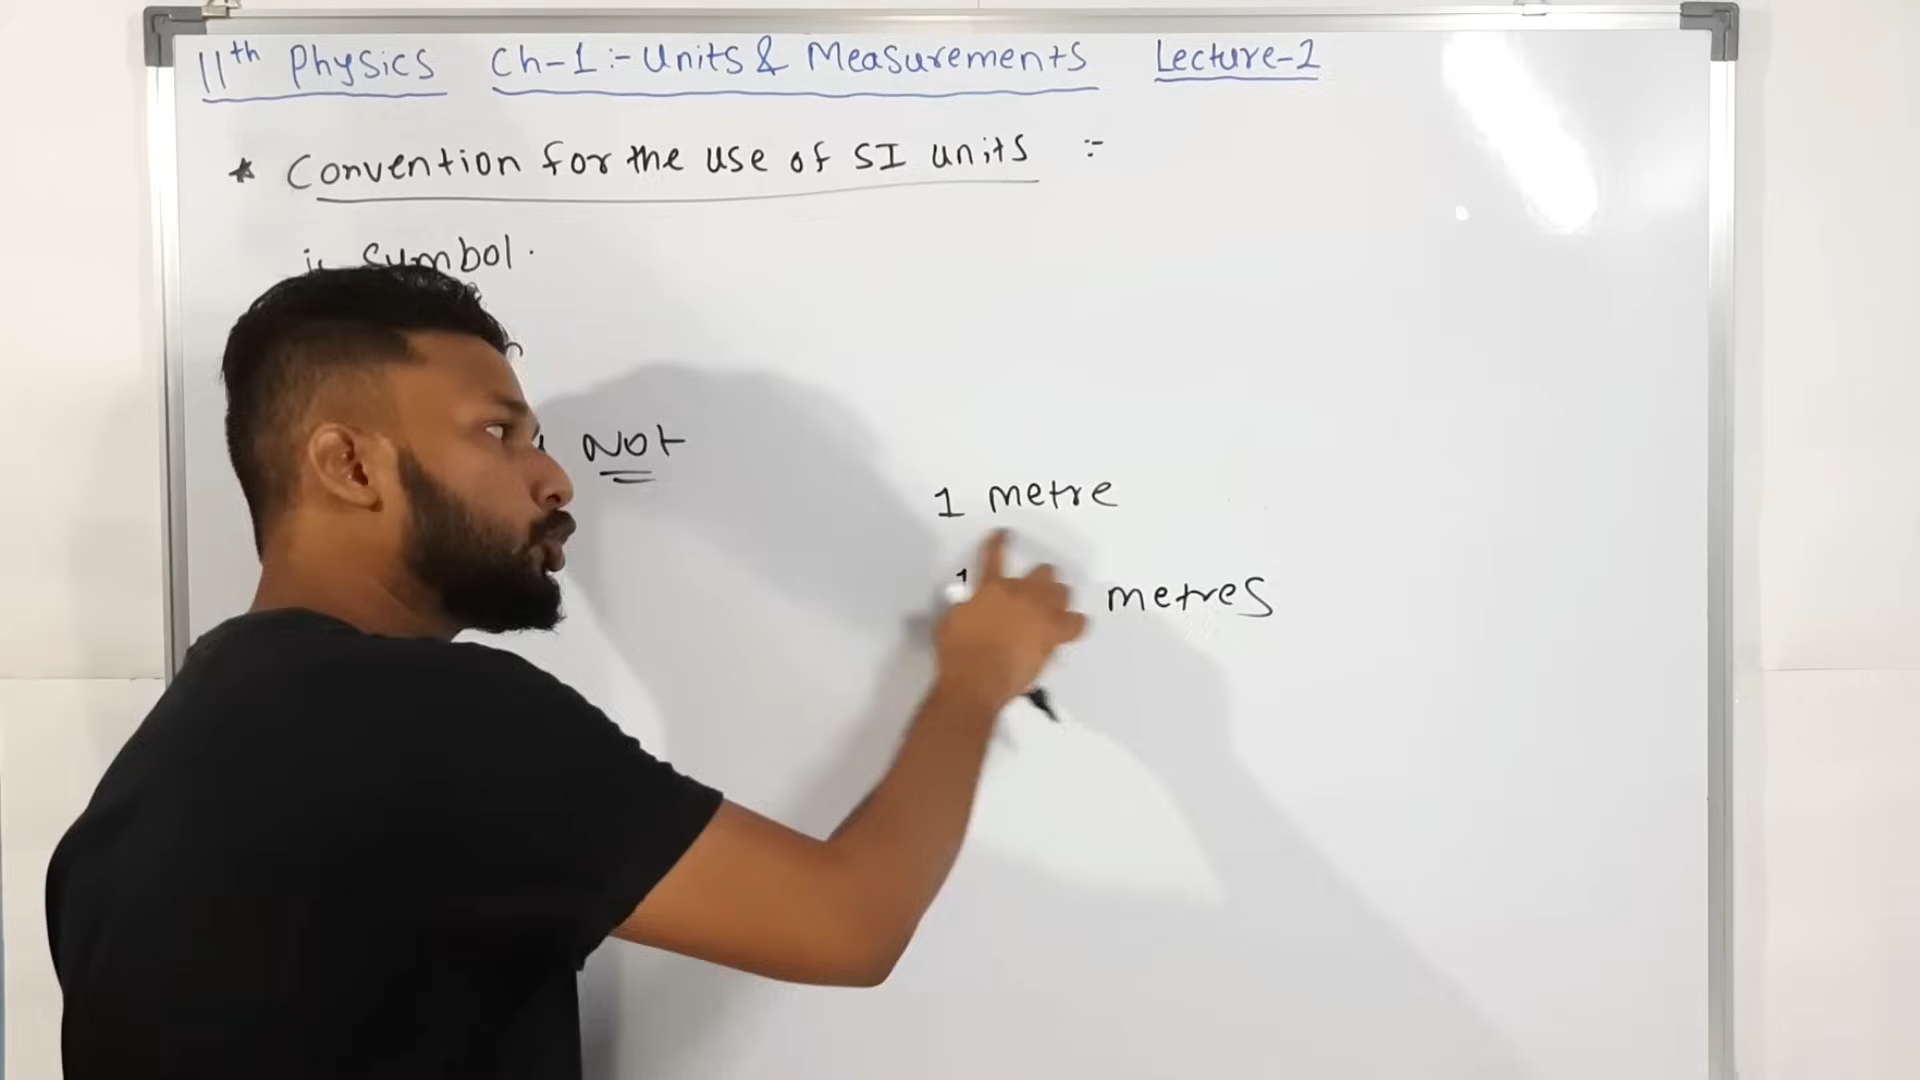 11th Physics Ch-1:- Units & Measurements Lecture-2
* Convention for the use of SI units :-
i, Symbol.
Not
1 metre
metres